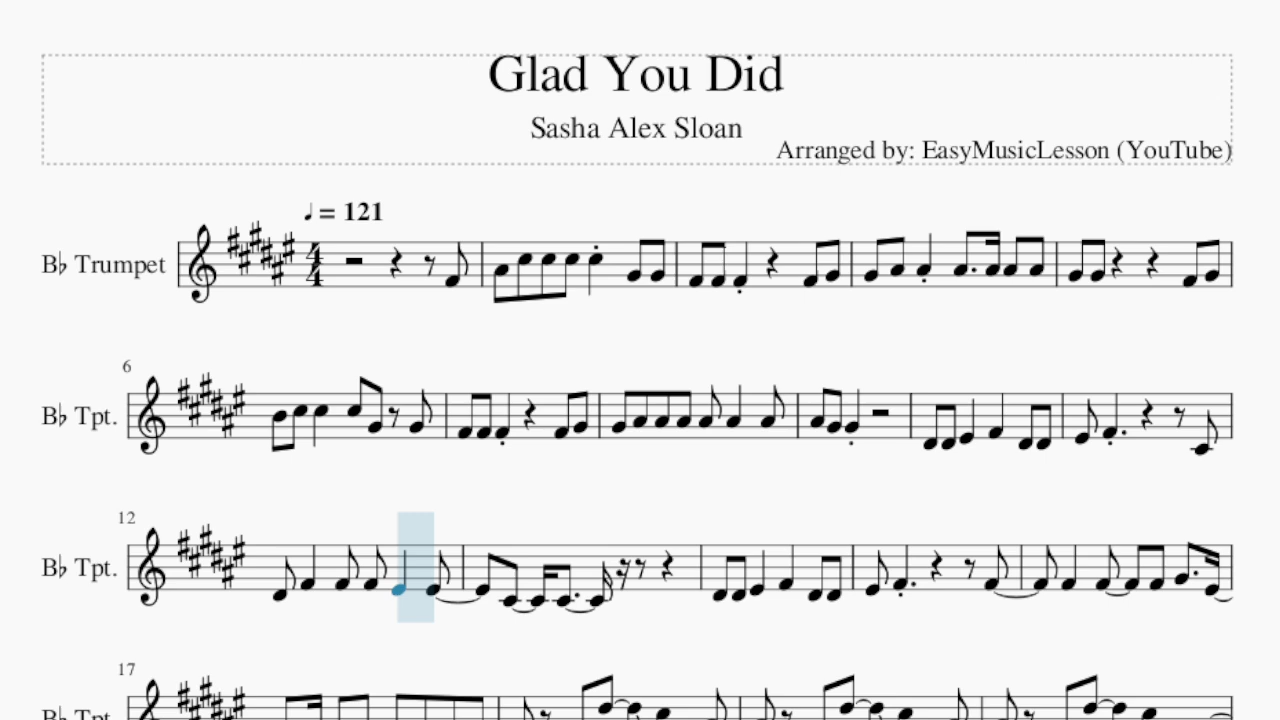 Glad You Did
Sasha Alex Sloan
Arranged by: EasyMusicLesson (YouTube)
♩ = 121
B♭ Trumpet
4
4
6
B♭ Tpt.
12
B♭ Tpt.
17
B♭ Tpt.